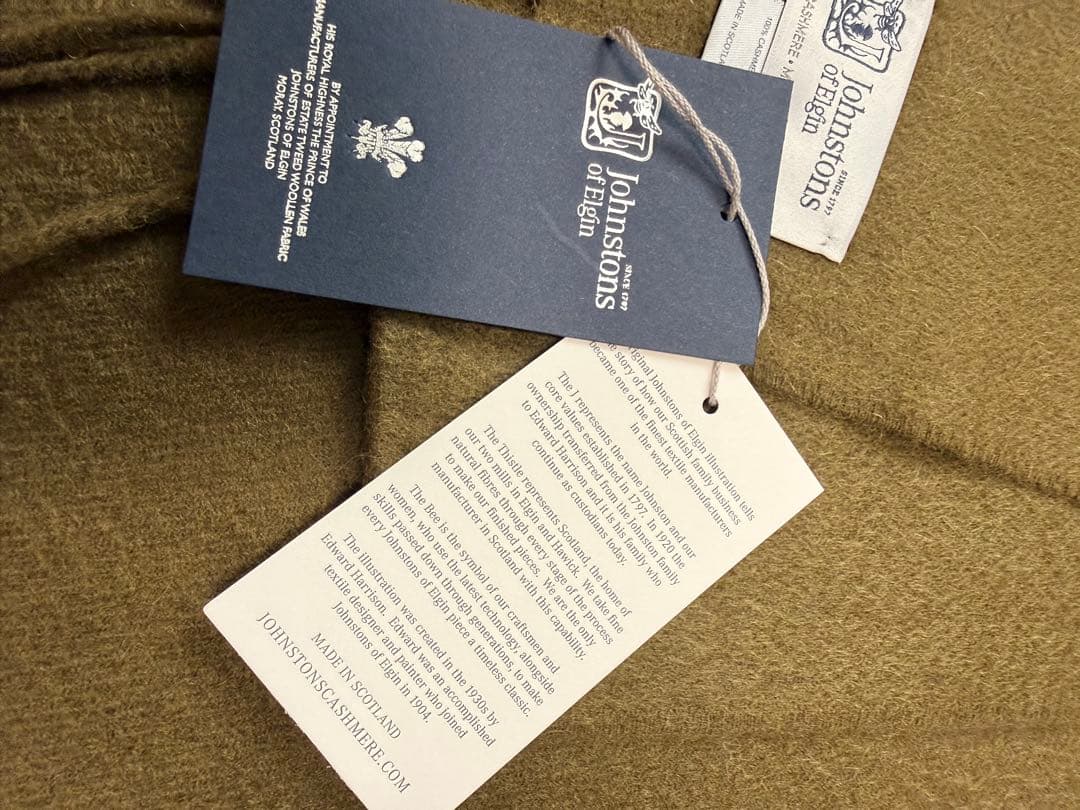 Johnstons
of Elgin
SINCE 1797
BY APPOINTMENT TO
HIS ROYAL HIGHNESS THE PRINCE OF WALES
MANUFACTURERS OF ESTATE TWEED WOOLLEN FABRIC
JOHNSTONS OF ELGIN
MORAY, SCOTLAND
Johnstons
of Elgin
SINCE 1797
CASHMERE •
100% CASHMERE
MADE IN SCOTLAND
original Johnstons of Elgin illustration tells
story of how our Scottish family business
became one of the finest textile manufacturers
in the world.
The J represents the name Johnston and our
core values established in 1797. In 1920 the
ownership transferred from the Johnston family
to Edward Harrison and it is his family who
continue as custodians today.
The Thistle represents Scotland, the home of
our two mills in Elgin and Hawick. We take fine
natural fibres through every stage of the process
to make our finished pieces. We are the only
manufacturer in Scotland with this capability.
The Bee is the symbol of our craftsmen and
women, who use the latest technology, alongside
skills passed down through generations, to make
every Johnstons of Elgin piece a timeless classic.
The Illustration was created in the 1930s by
Edward Harrison. Edward was an accomplished
textile designer and painter who joined
Johnstons of Elgin in 1904.
MADE IN SCOTLAND
JOHNSTONSCASHMERE.COM